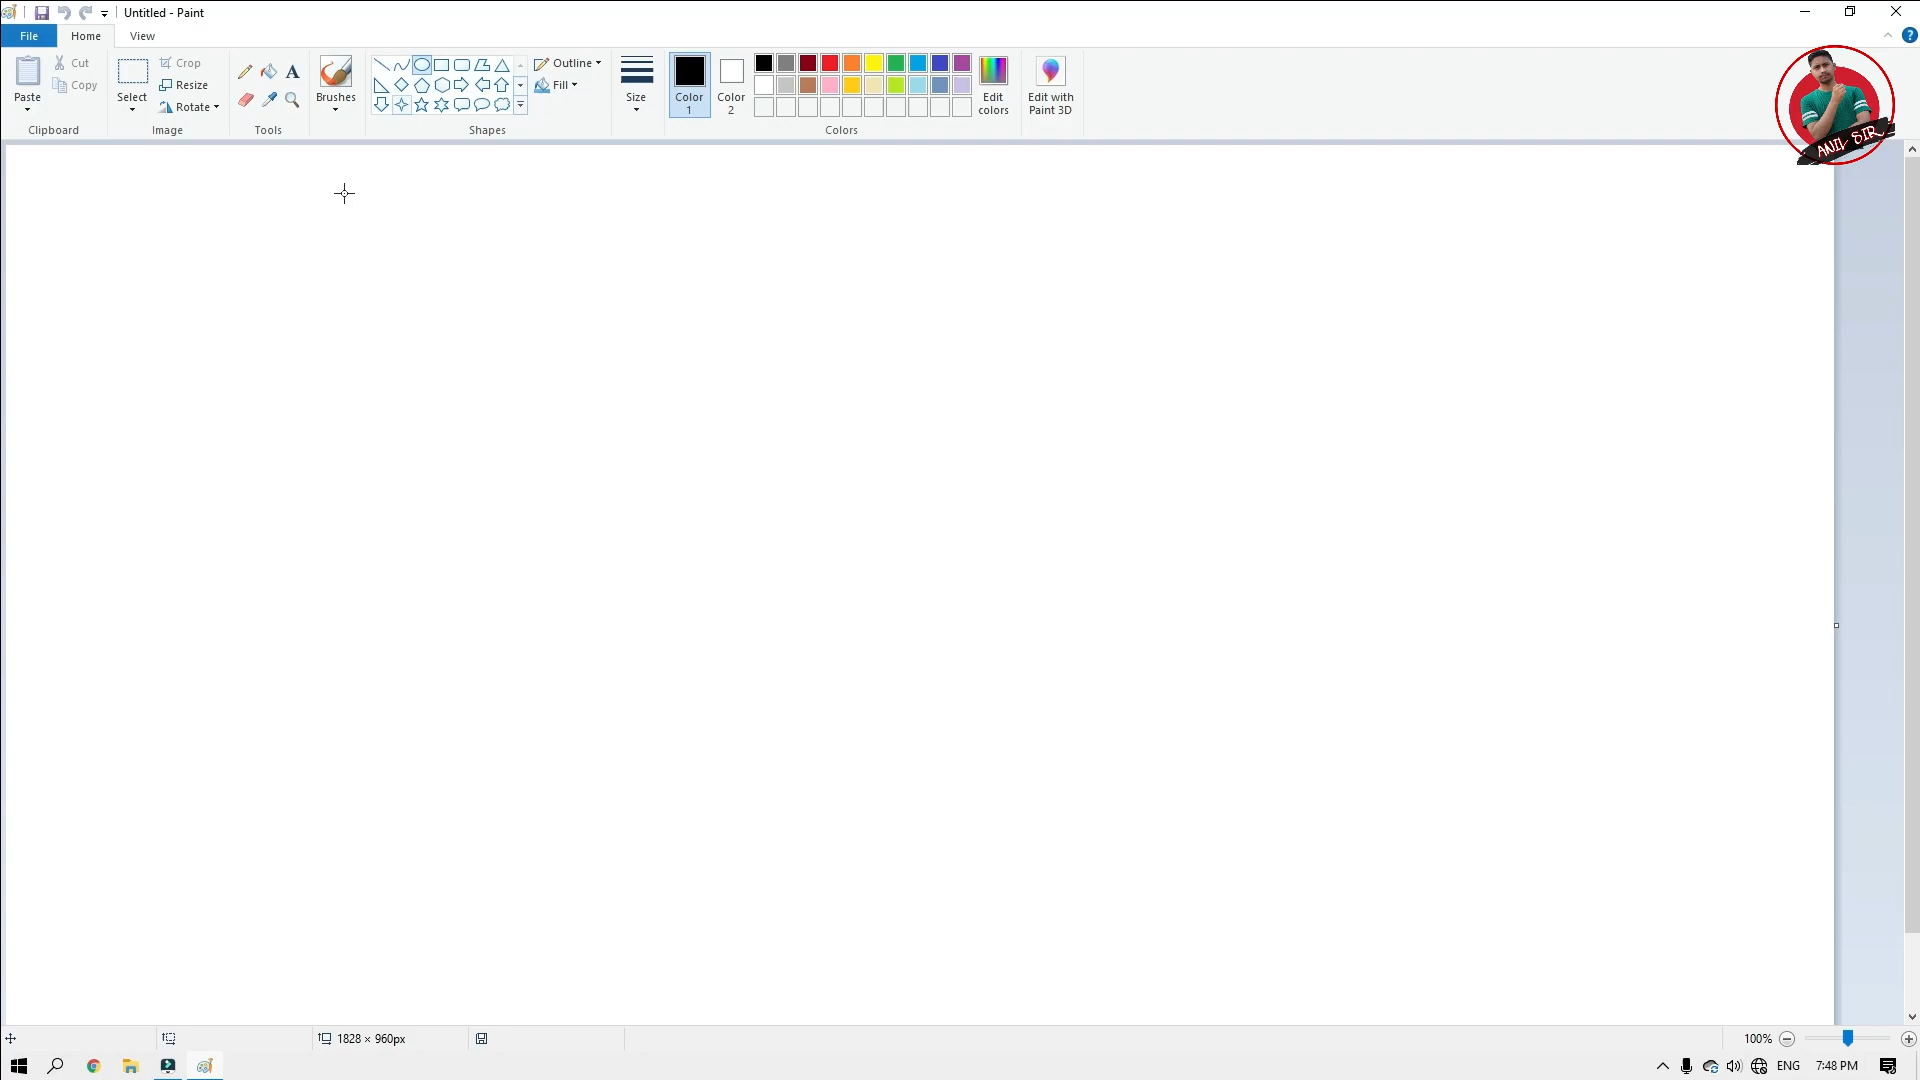 Untitled - Paint
File Home View
Paste
Cut
Copy
Clipboard
Select
Crop
Resize
Rotate
Image
A
Tools
Brushes
Shapes
Outline
Fill
Size
Color
1
Color
2
Colors
Edit
colors
Edit with
Paint 3D
?
ANIL SIR
1828 × 960px
100%
ENG
7:48 PM